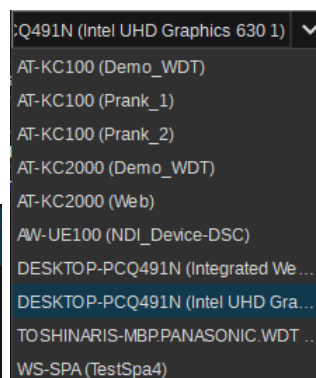 CQ491N (Intel UHD Graphics 630 1)
AT-KC100 (Demo_WDT)
AT-KC100 (Prank_1)
AT-KC100 (Prank_2)
AT-KC2000 (Demo_WDT)
AT-KC2000 (Web)
AW-UE100 (NDI_Device-DSC)
DESKTOP-PCQ491N (Integrated We...
DESKTOP-PCQ491N (Intel UHD Gra...
TOSHINARIS-MBP.PANASONIC.WDT ...
WS-SPA (TestSpa4)